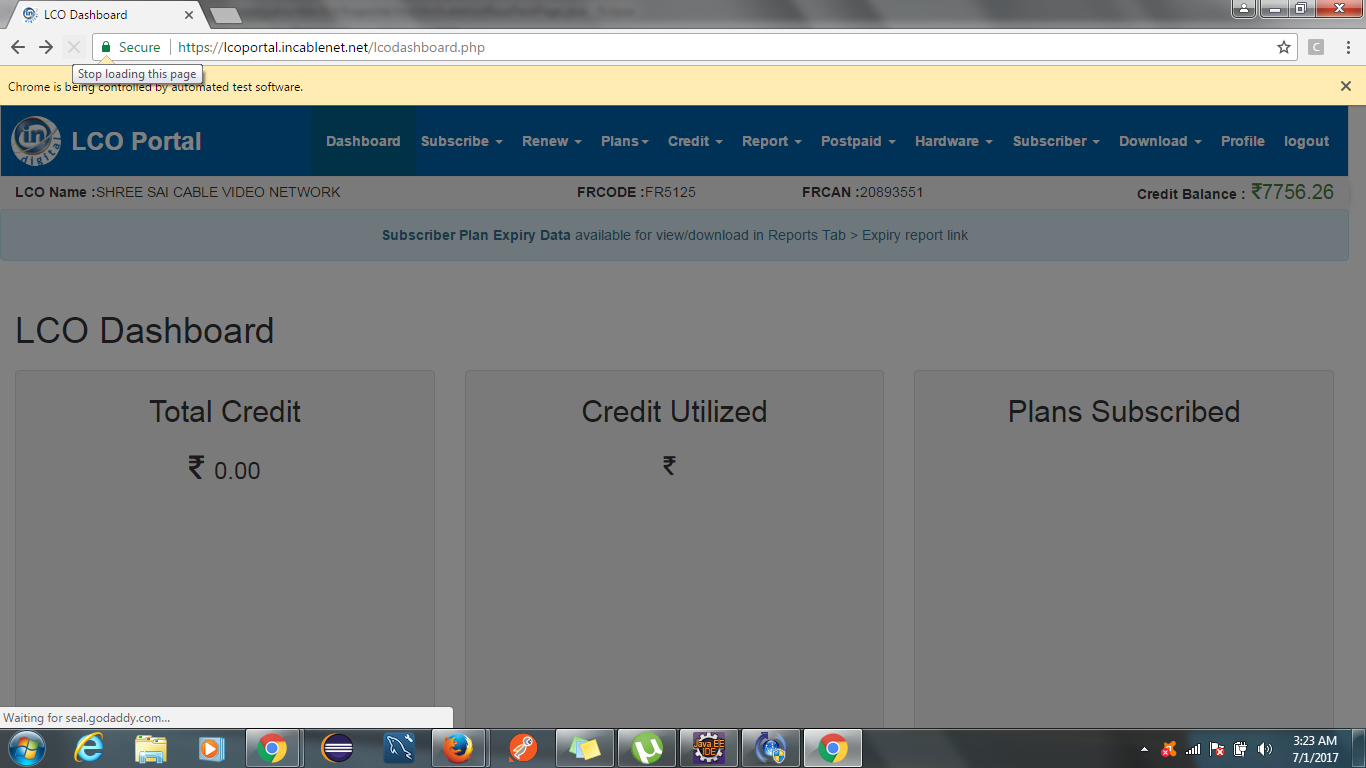 LCO Dashboard
Secure https://lcoportal.incablenet.net/lcodashboard.php
Stop loading this page
Chrome is being controlled by automated test software.
in digital LCO Portal Dashboard Subscribe Renew Plans Credit Report Postpaid Hardware Subscriber Download Profile logout
LCO Name :SHREE SAI CABLE VIDEO NETWORK FRCODE :FR5125 FRCAN :20893551 Credit Balance : ₹7756.26
Subscriber Plan Expiry Data available for view/download in Reports Tab > Expiry report link
LCO Dashboard
Total Credit Credit Utilized Plans Subscribed
₹ 0.00 ₹
Waiting for seal.godaddy.com...
Java EE
IDE
3:23 AM
7/1/2017